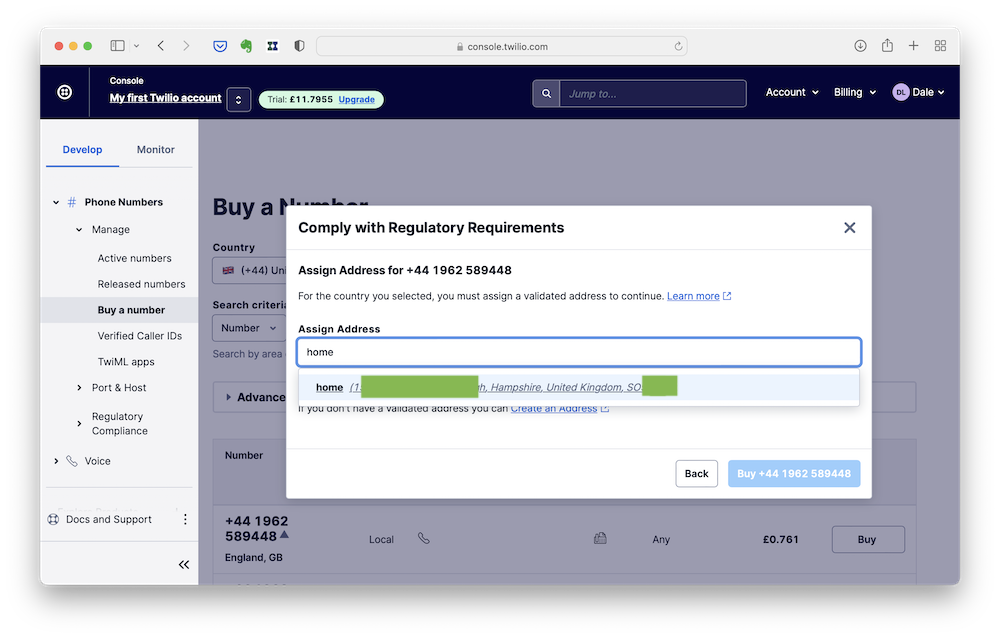 console.twilio.com
Console
My first Twilio account
Trial: £11.7955 Upgrade
Jump to...
Account
Billing
DL Dale
Develop
Monitor
# Phone Numbers
Manage
Active numbers
Released numbers
Buy a number
Verified Caller IDs
TwiML apps
Port & Host
Regulatory
Compliance
Voice
Docs and Support
Buy a Number
Country
(+44)
Search criteria
Number
Search by area
Comply with Regulatory Requirements
Assign Address for +44 1962 589448
For the country you selected, you must assign a validated address to continue. Learn more
Assign Address
home
home (1 h, Hampshire, United Kingdom, SO
If you don't have a validated address you can Create an Address
Back
Buy +44 1962 589448
Number
+44 1962
589448
England, GB
Local
Any
£0.761
Buy